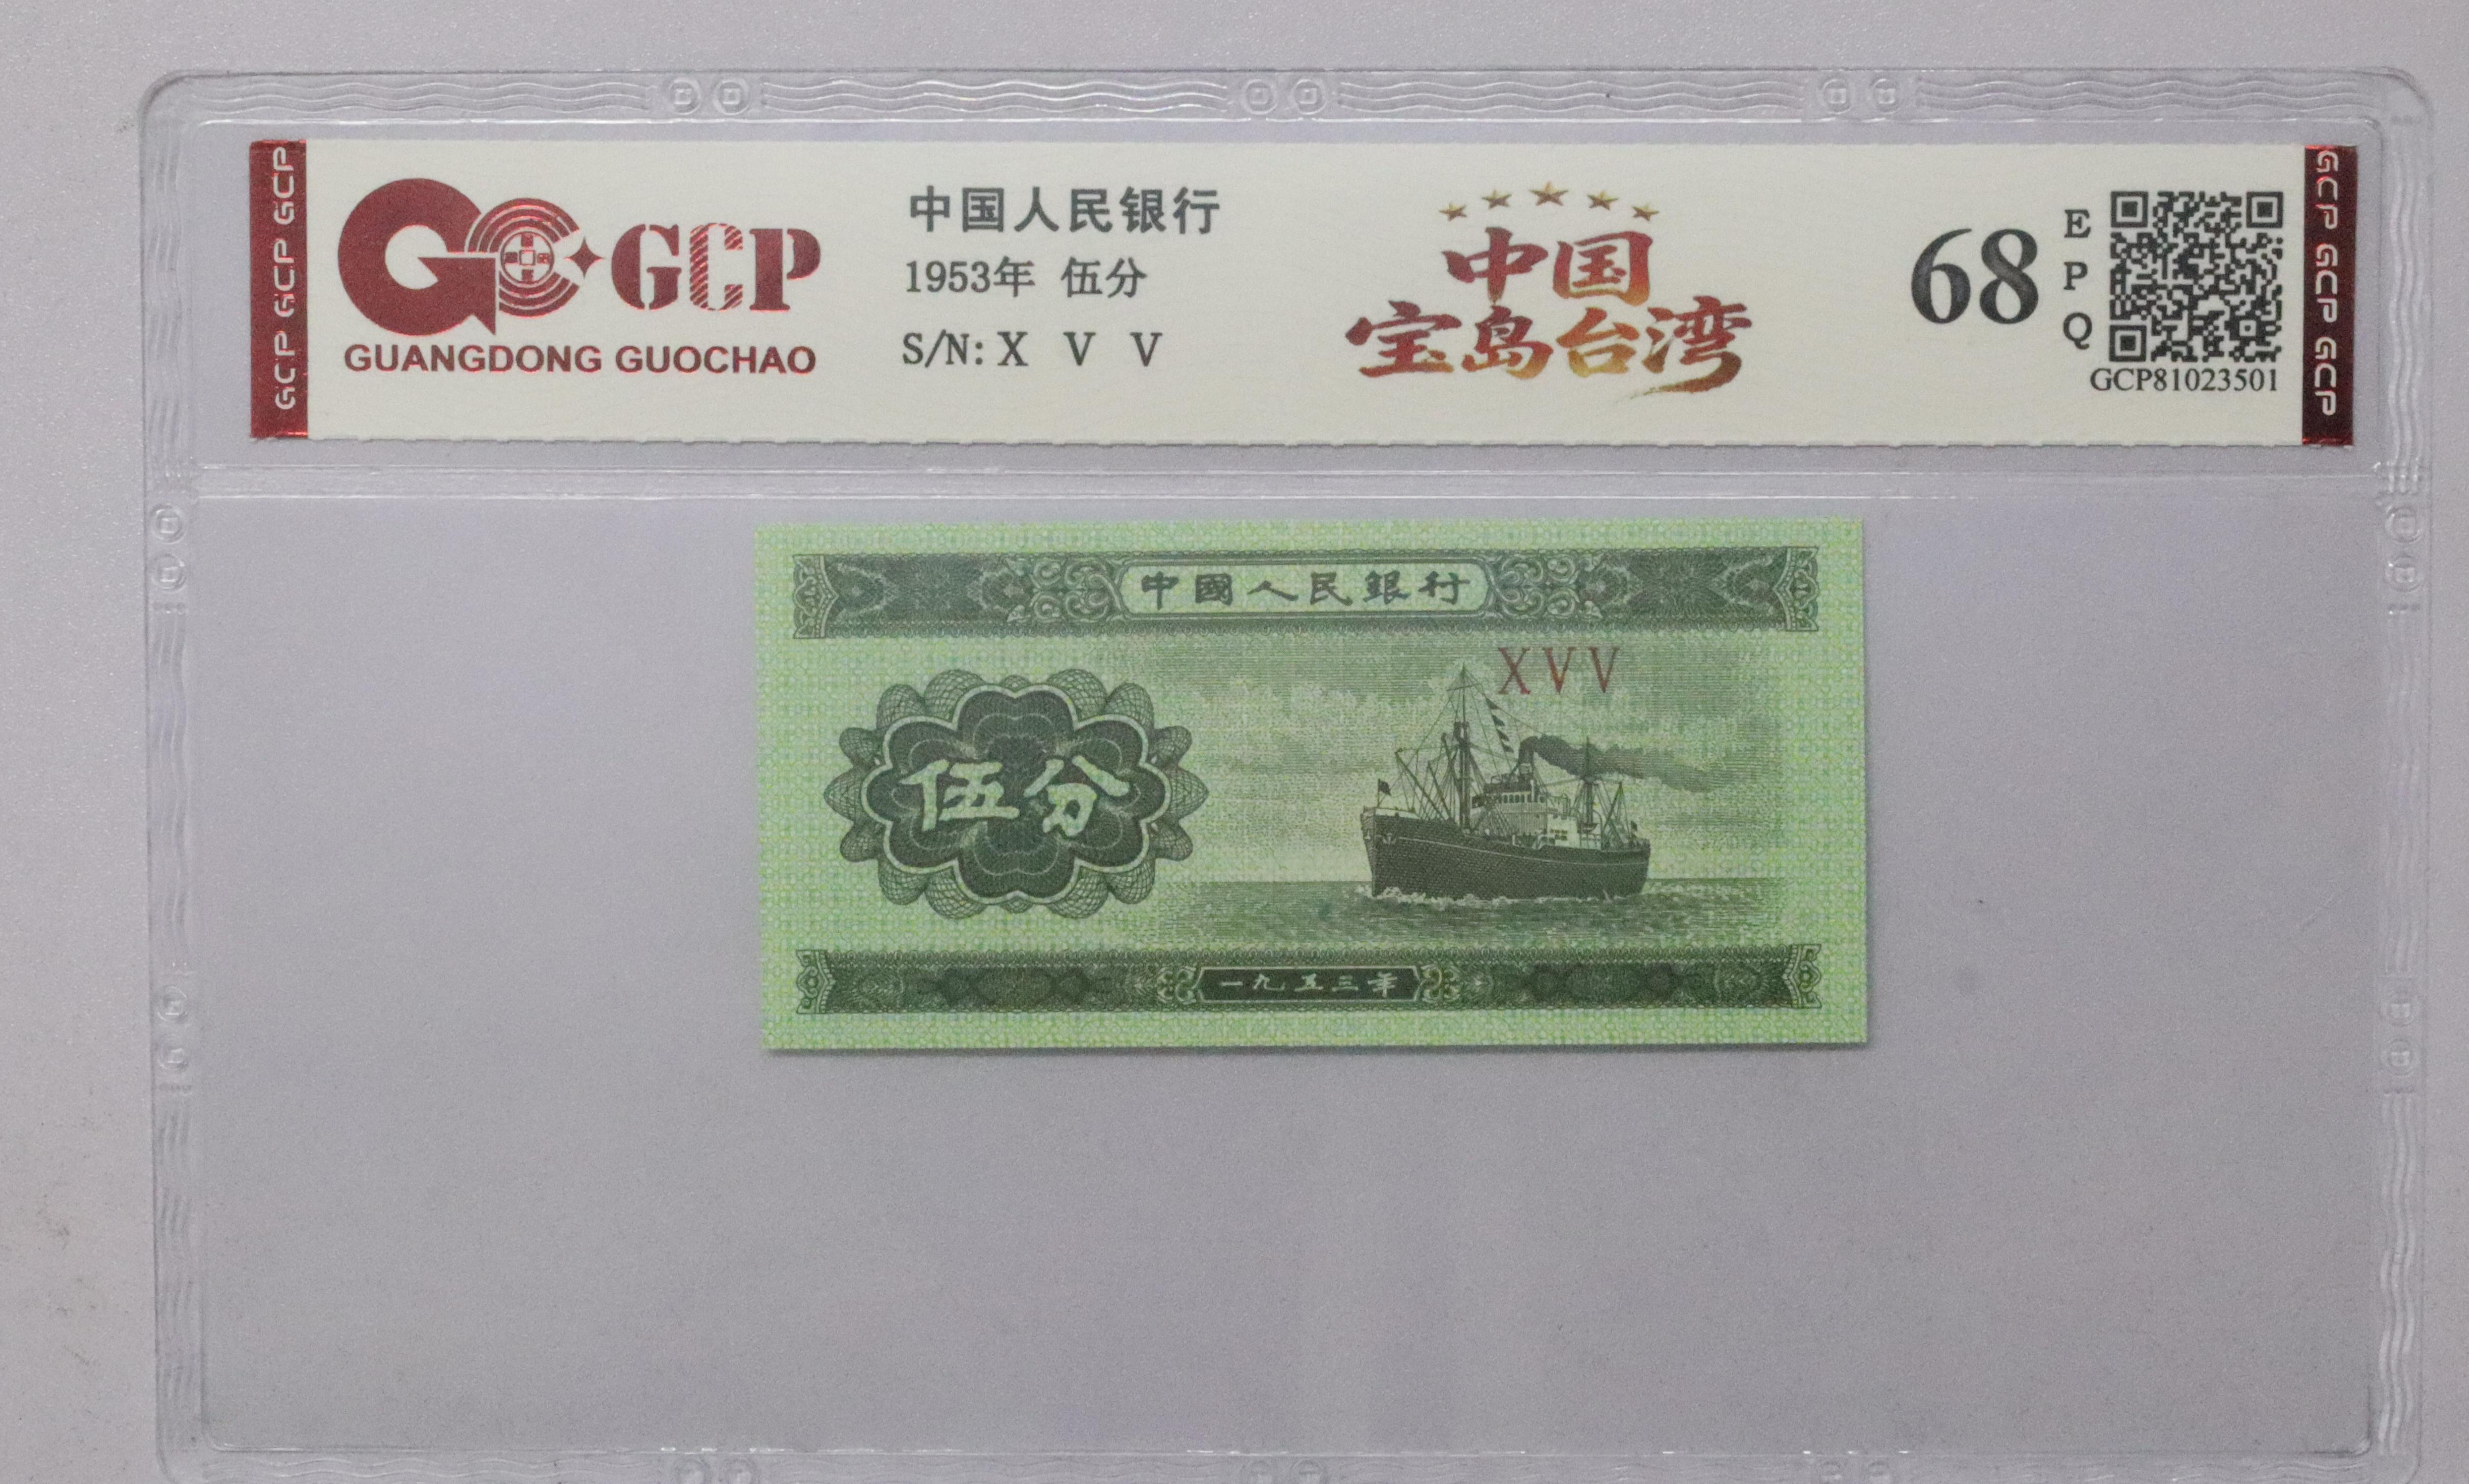 GCP GCP GCP
GCP
GUANGDONG GUOCHAO
中国人民银行
1953年 伍分
S/N: X V V
中国
宝岛台湾
68
EPQ
GCP81023501
GCP GCP GCP
中國人民銀行
XVV
伍分
一九五三年